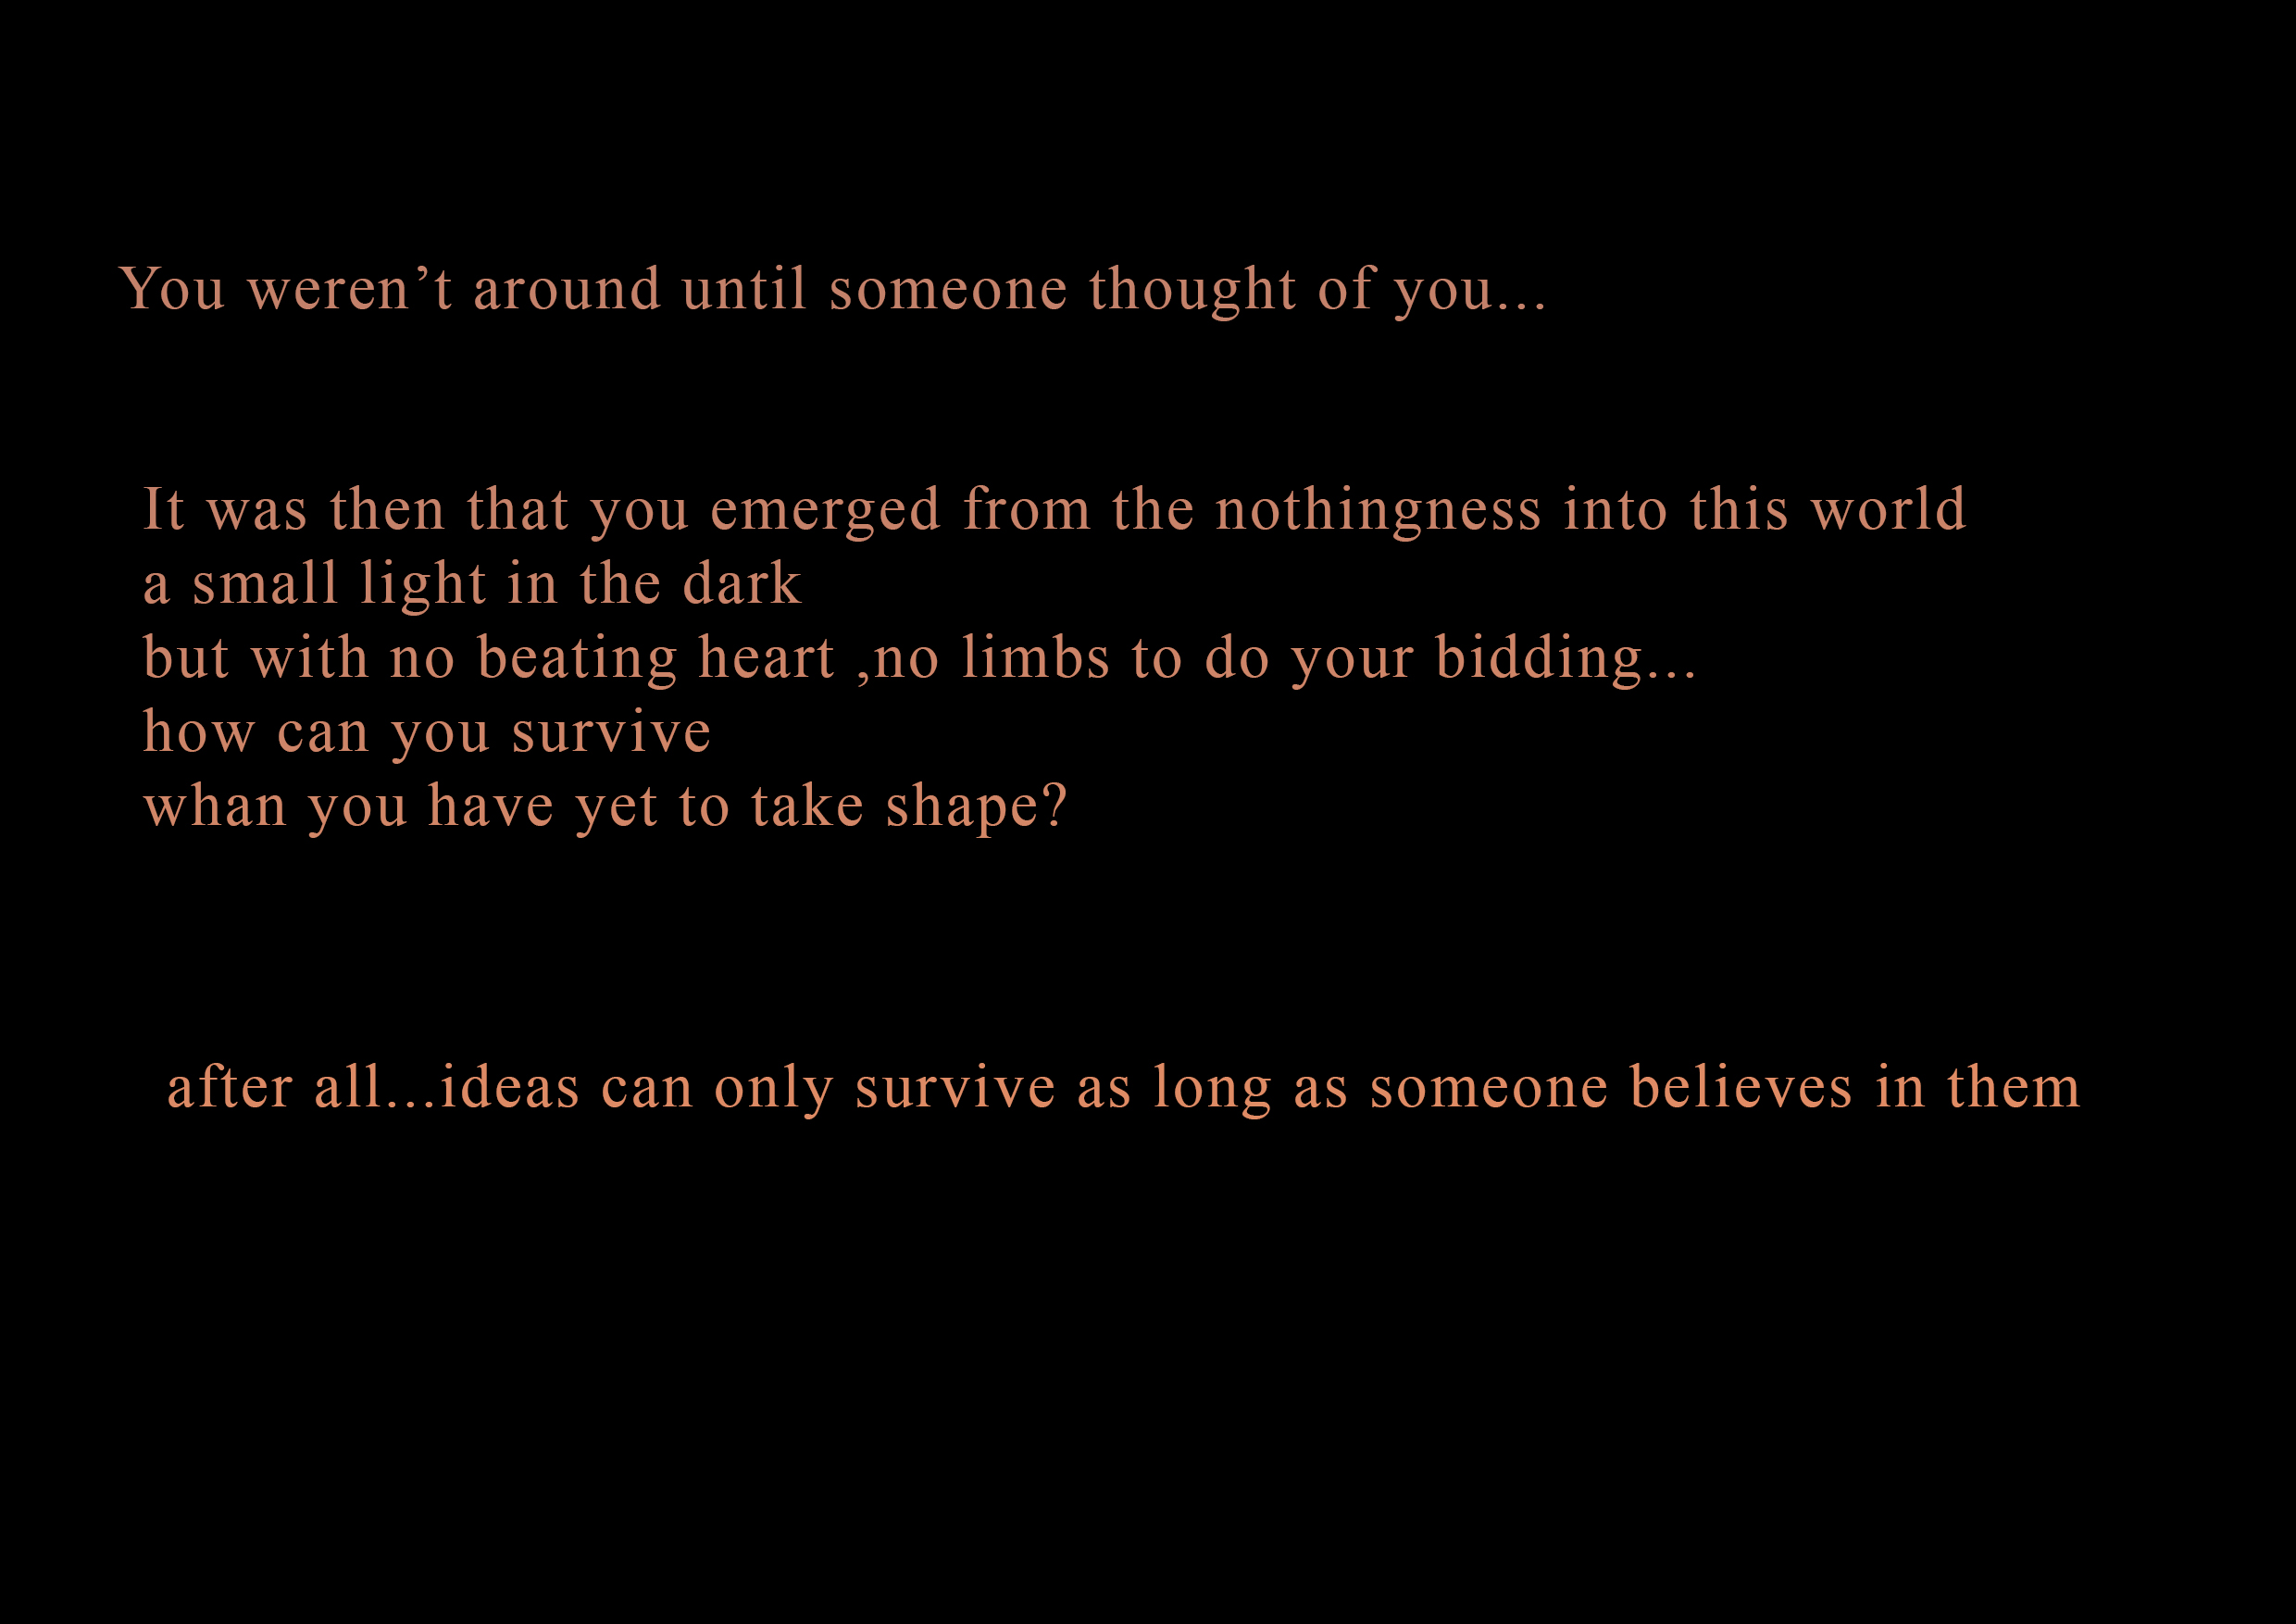 You weren’t around until someone thought of you...
It was then that you emerged from the nothingness into this world
a small light in the dark
but with no beating heart ,no limbs to do your bidding...
how can you survive
whan you have yet to take shape?
after all...ideas can only survive as long as someone believes in them